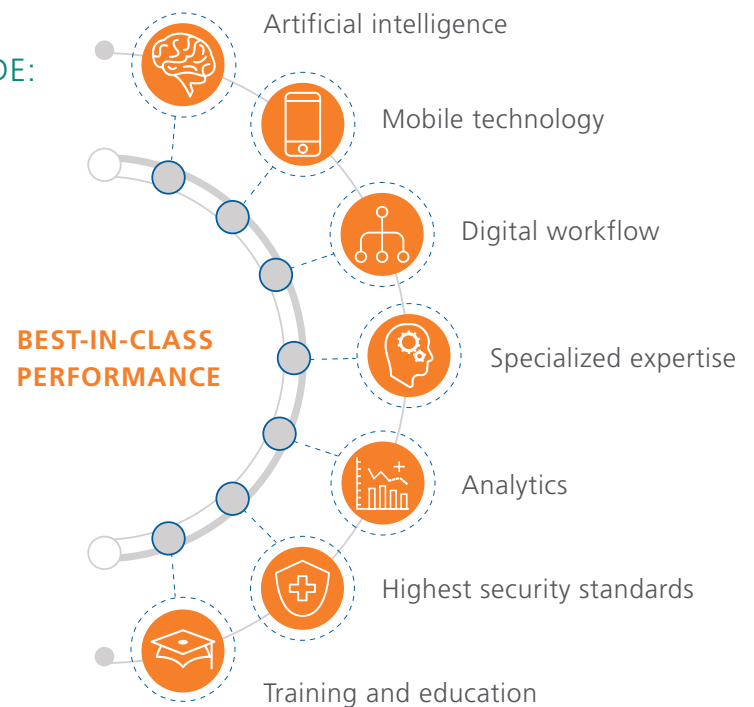 DE:
Artificial intelligence
Mobile technology
Digital workflow
BEST-IN-CLASS
PERFORMANCE
Specialized expertise
Analytics
Highest security standards
Training and education